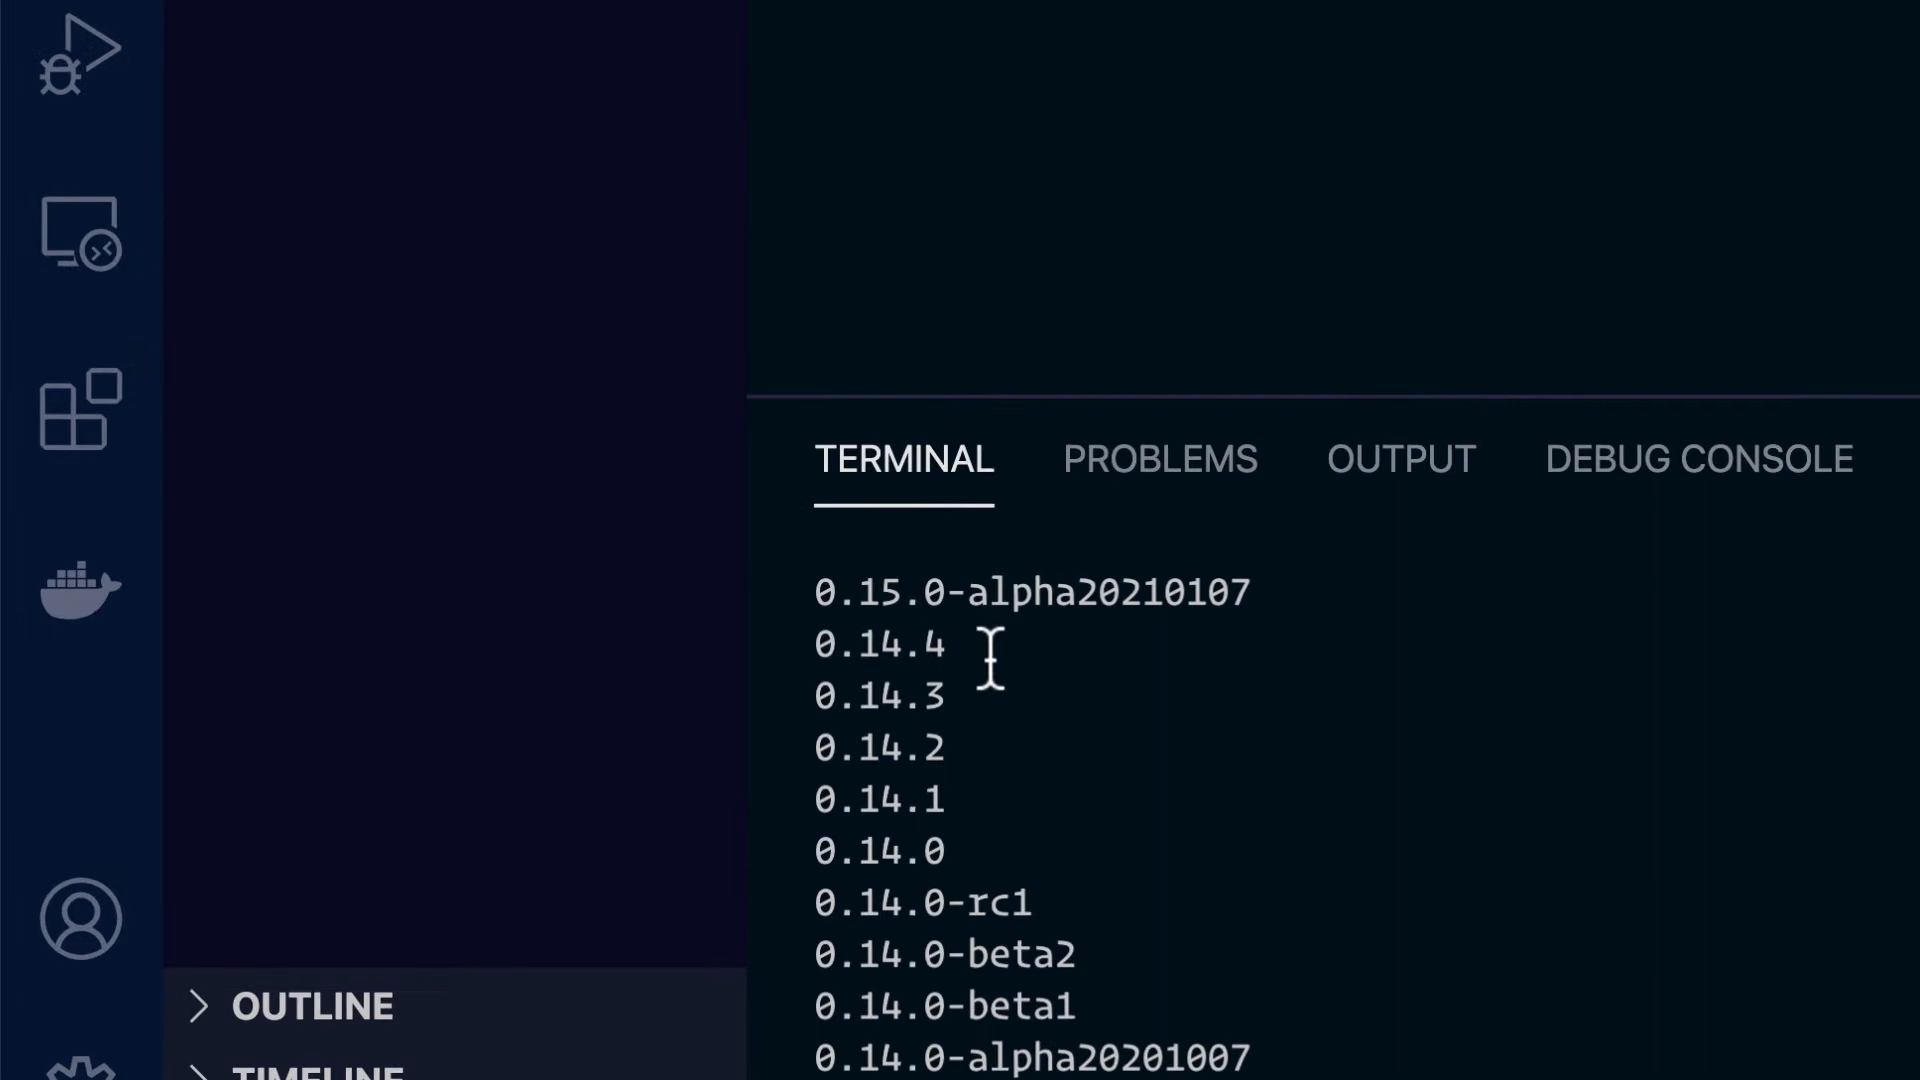 TERMINAL PROBLEMS OUTPUT DEBUG CONSOLE
0.15.0-alpha20210107
0.14.4
0.14.3
0.14.2
0.14.1
0.14.0
0.14.0-rc1
0.14.0-beta2
0.14.0-beta1
0.14.0-alpha20201007
OUTLINE
TIMELINE